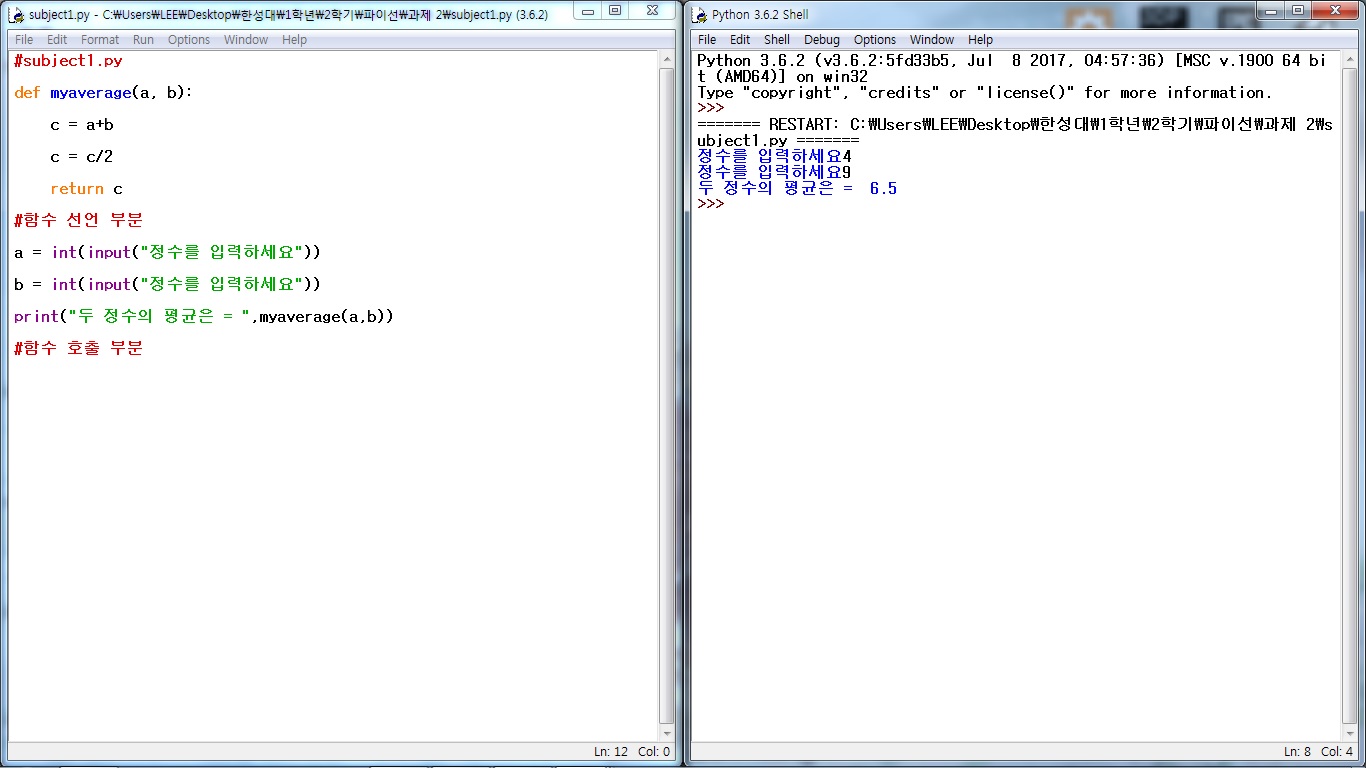 subject1.py - C:₩Users₩LEE₩Desktop₩한성대₩1학년₩2학기₩파이선₩과제 2₩subject1.py (3.6.2)
File Edit Format Run Options Window Help
#subject1.py
def myaverage(a, b):
c = a+b
c = c/2
return c
#함수 선언 부분
a = int(input("정수를 입력하세요"))
b = int(input("정수를 입력하세요"))
print("두 정수의 평균은 = ",myaverage(a,b))
#함수 호출 부분
Ln: 12 Col: 0
Python 3.6.2 Shell
File Edit Shell Debug Options Window Help
Python 3.6.2 (v3.6.2:5fd33b5, Jul  8 2017, 04:57:36) [MSC v.1900 64 bi
t (AMD64)] on win32
Type "copyright", "credits" or "license()" for more information.
>>>
======= RESTART: C:₩Users₩LEE₩Desktop₩한성대₩1학년₩2학기₩파이선₩과제 2₩s
ubject1.py =======
정수를 입력하세요4
정수를 입력하세요9
두 정수의 평균은 =  6.5
>>>
Ln: 8 Col: 4